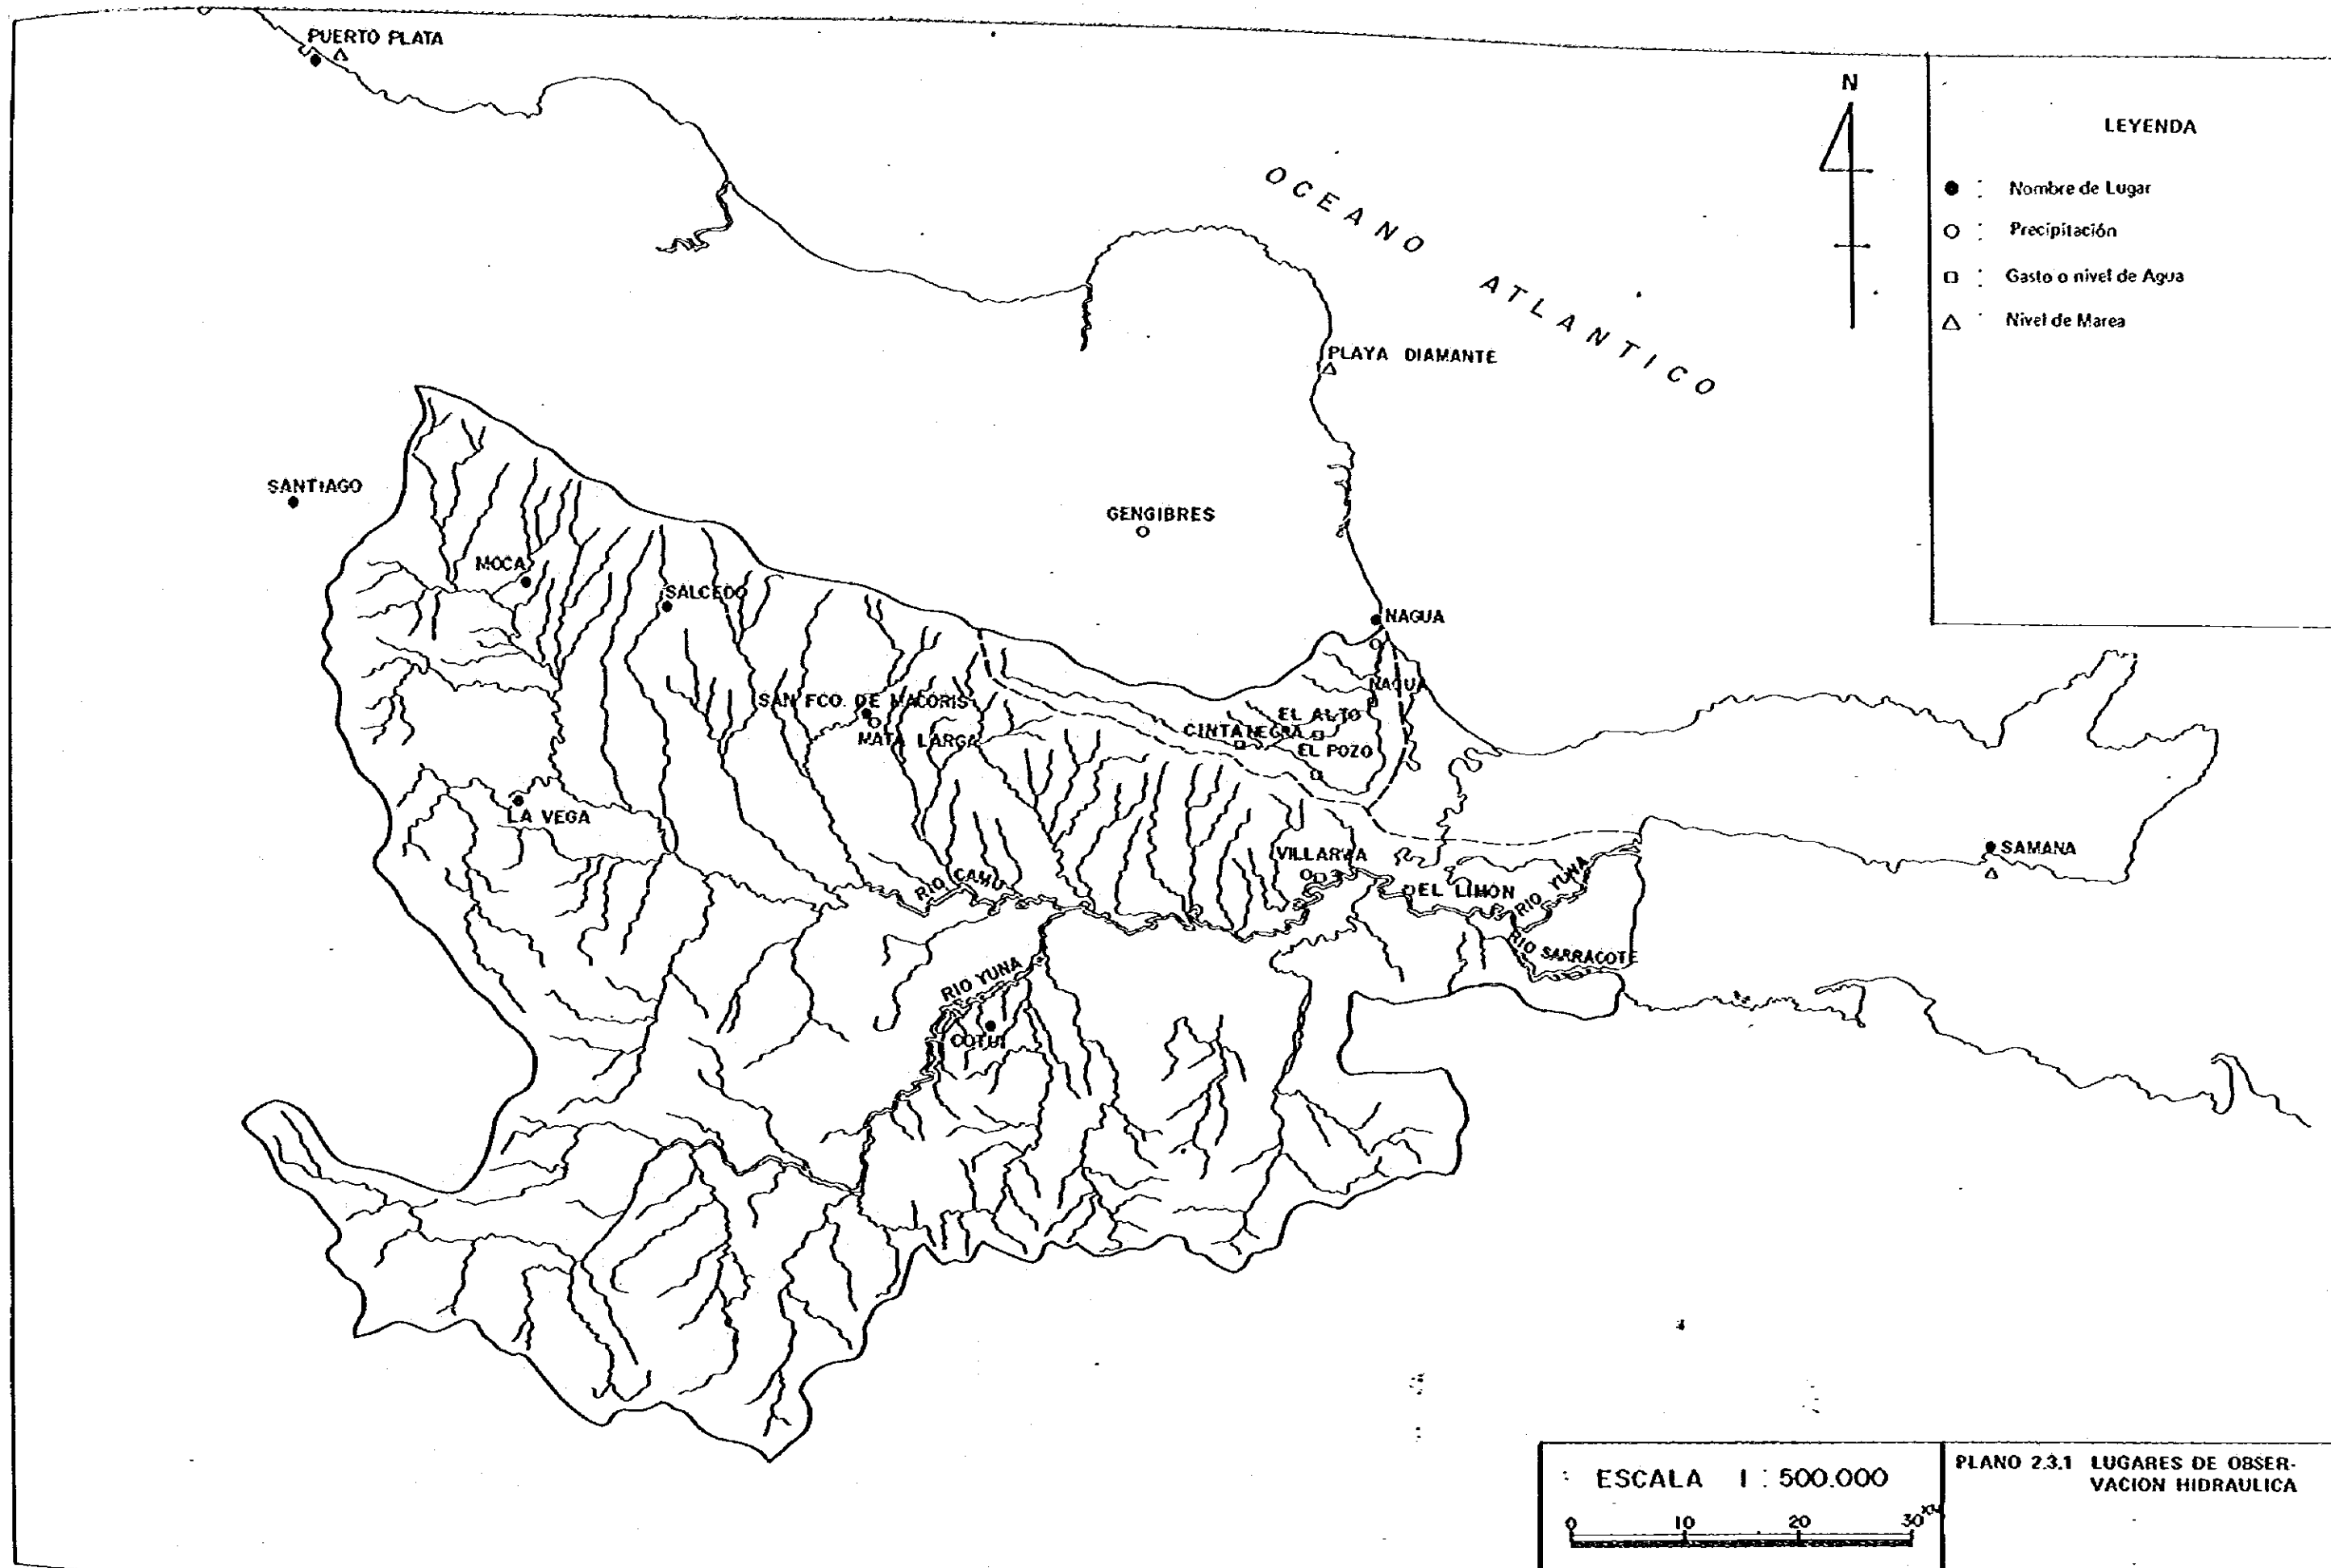 PUERTO PLATA
N
LEYENDA
Nombre de Lugar
Precipitación
Gasto o nivel de Agua
Nivel de Marea
OCEANO ATLANTICO
PLAYA DIAMANTE
SANTIAGO
GENGIBRES
MOCA
SALCEDO
NAGUA
NAGUA
SAN FCO. DE MACORIS
MATA LARGA
EL ALTO
CINTA NEGRA
EL POZO
LA VEGA
VILLA RIVA
SAMANA
RIO CAMU
EL LIMON
RIO YUNA
RIO SARRACOTE
RIO YUNA
COTUI
ESCALA 1 : 500.000
0 10 20 30 KM
PLANO 2.3.1 LUGARES DE OBSER-
VACION HIDRAULICA